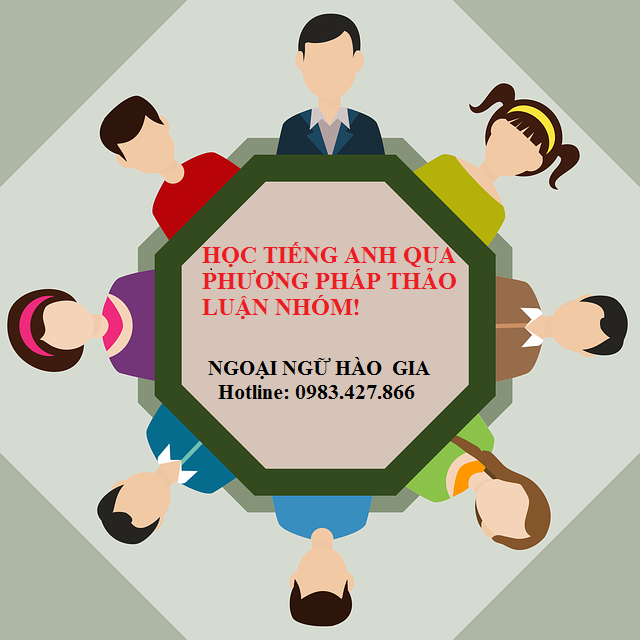 HỌC TIẾNG ANH QUA
PHƯƠNG PHÁP THẢO
LUẬN NHÓM!
NGOẠI NGỮ HÀO GIA
Hotline: 0983.427.866